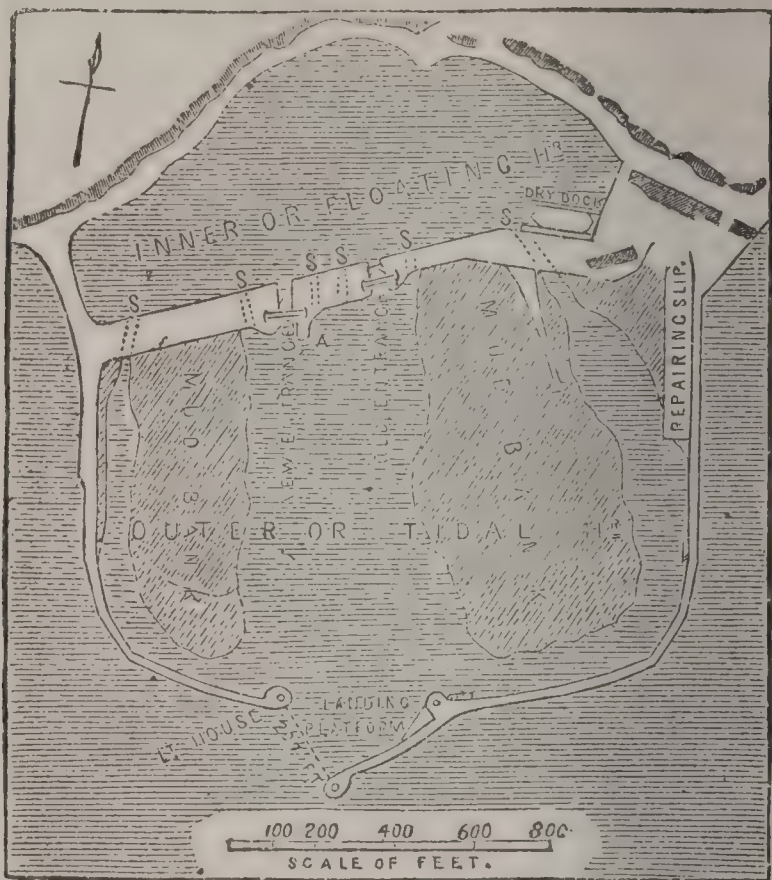 INNER OR FLOATING Hᴿ
DRY DOCK
S
S
S
S
S
S
A
NEW ENTRANCE
ENTRANCE
REPAIRING SLIP.
MUD BANK
MUD BANK
OUTER OR TIDAL Hᴿ
LANDING
PLATFORM
LT. HOUSE
100 200 400 600 800
SCALE OF FEET.